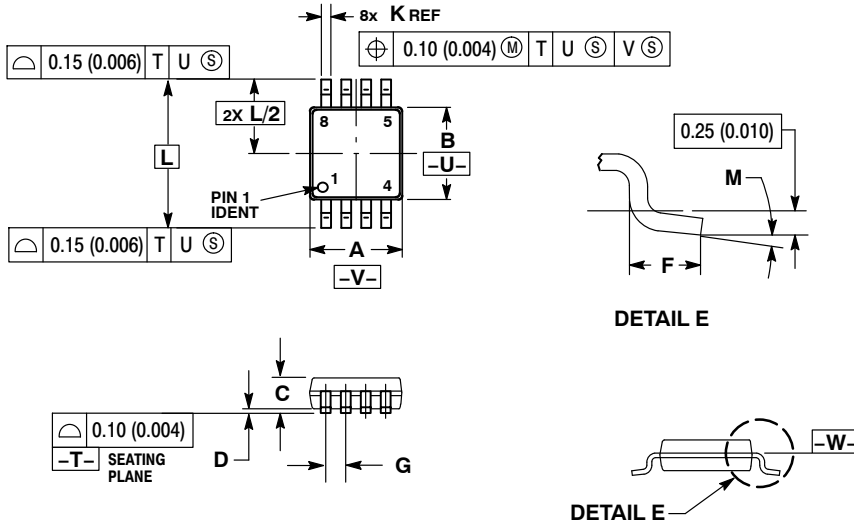 8x K REF
0.10 (0.004) Ⓜ T U Ⓢ V Ⓢ
0.15 (0.006) T U Ⓢ
2X L/2
8 5
B
-U-
L
PIN 1
IDENT
1 4
0.15 (0.006) T U Ⓢ
A
-V-
0.25 (0.010)
M
F
DETAIL E
C
0.10 (0.004)
-T- SEATING
PLANE
D
G
-W-
DETAIL E